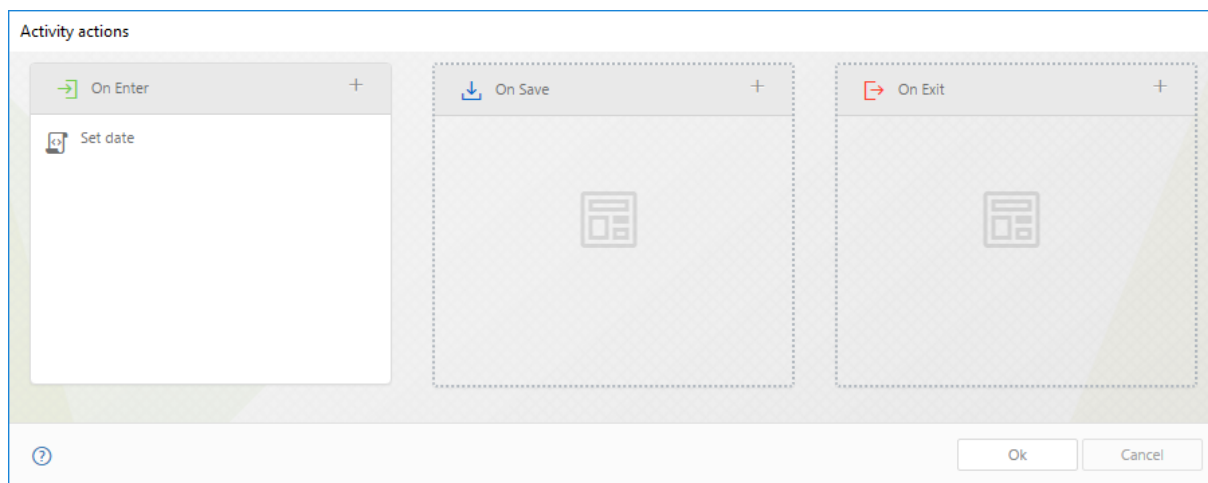 Activity actions
On Enter
On Save
On Exit
Set date
Ok
Cancel